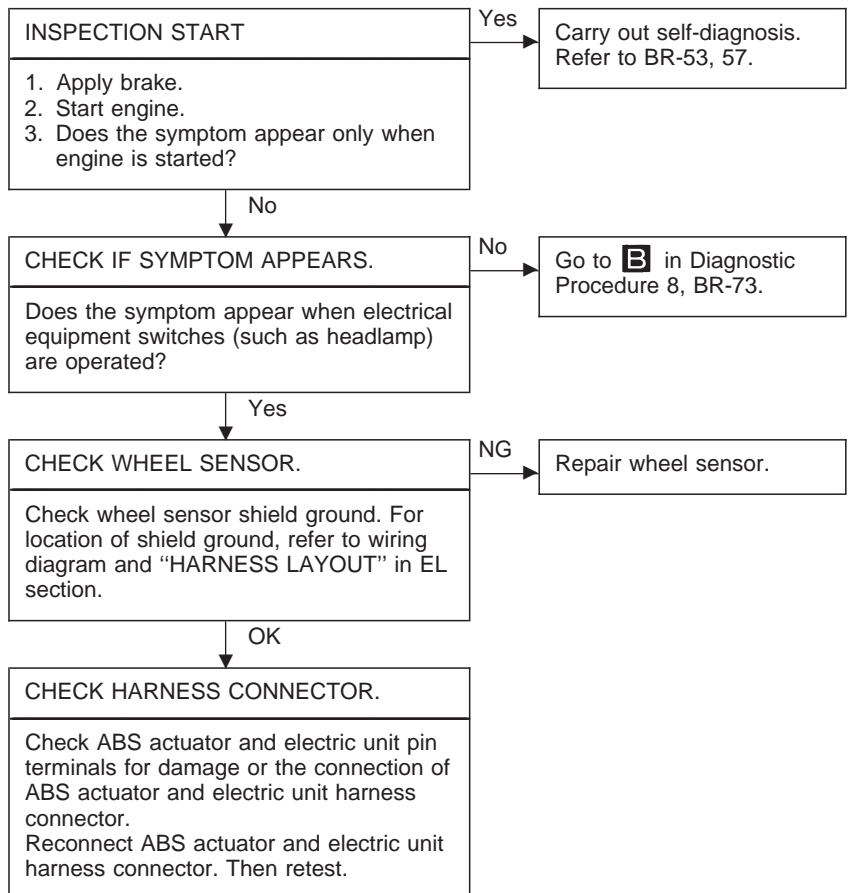 INSPECTION START
1. Apply brake.
2. Start engine.
3. Does the symptom appear only when
engine is started?
Yes
Carry out self-diagnosis.
Refer to BR-53, 57.
No
CHECK IF SYMPTOM APPEARS.
Does the symptom appear when electrical
equipment switches (such as headlamp)
are operated?
No
Go to B in Diagnostic
Procedure 8, BR-73.
Yes
CHECK WHEEL SENSOR.
Check wheel sensor shield ground. For
location of shield ground, refer to wiring
diagram and ‘‘HARNESS LAYOUT’’ in EL
section.
NG
Repair wheel sensor.
OK
CHECK HARNESS CONNECTOR.
Check ABS actuator and electric unit pin
terminals for damage or the connection of
ABS actuator and electric unit harness
connector.
Reconnect ABS actuator and electric unit
harness connector. Then retest.